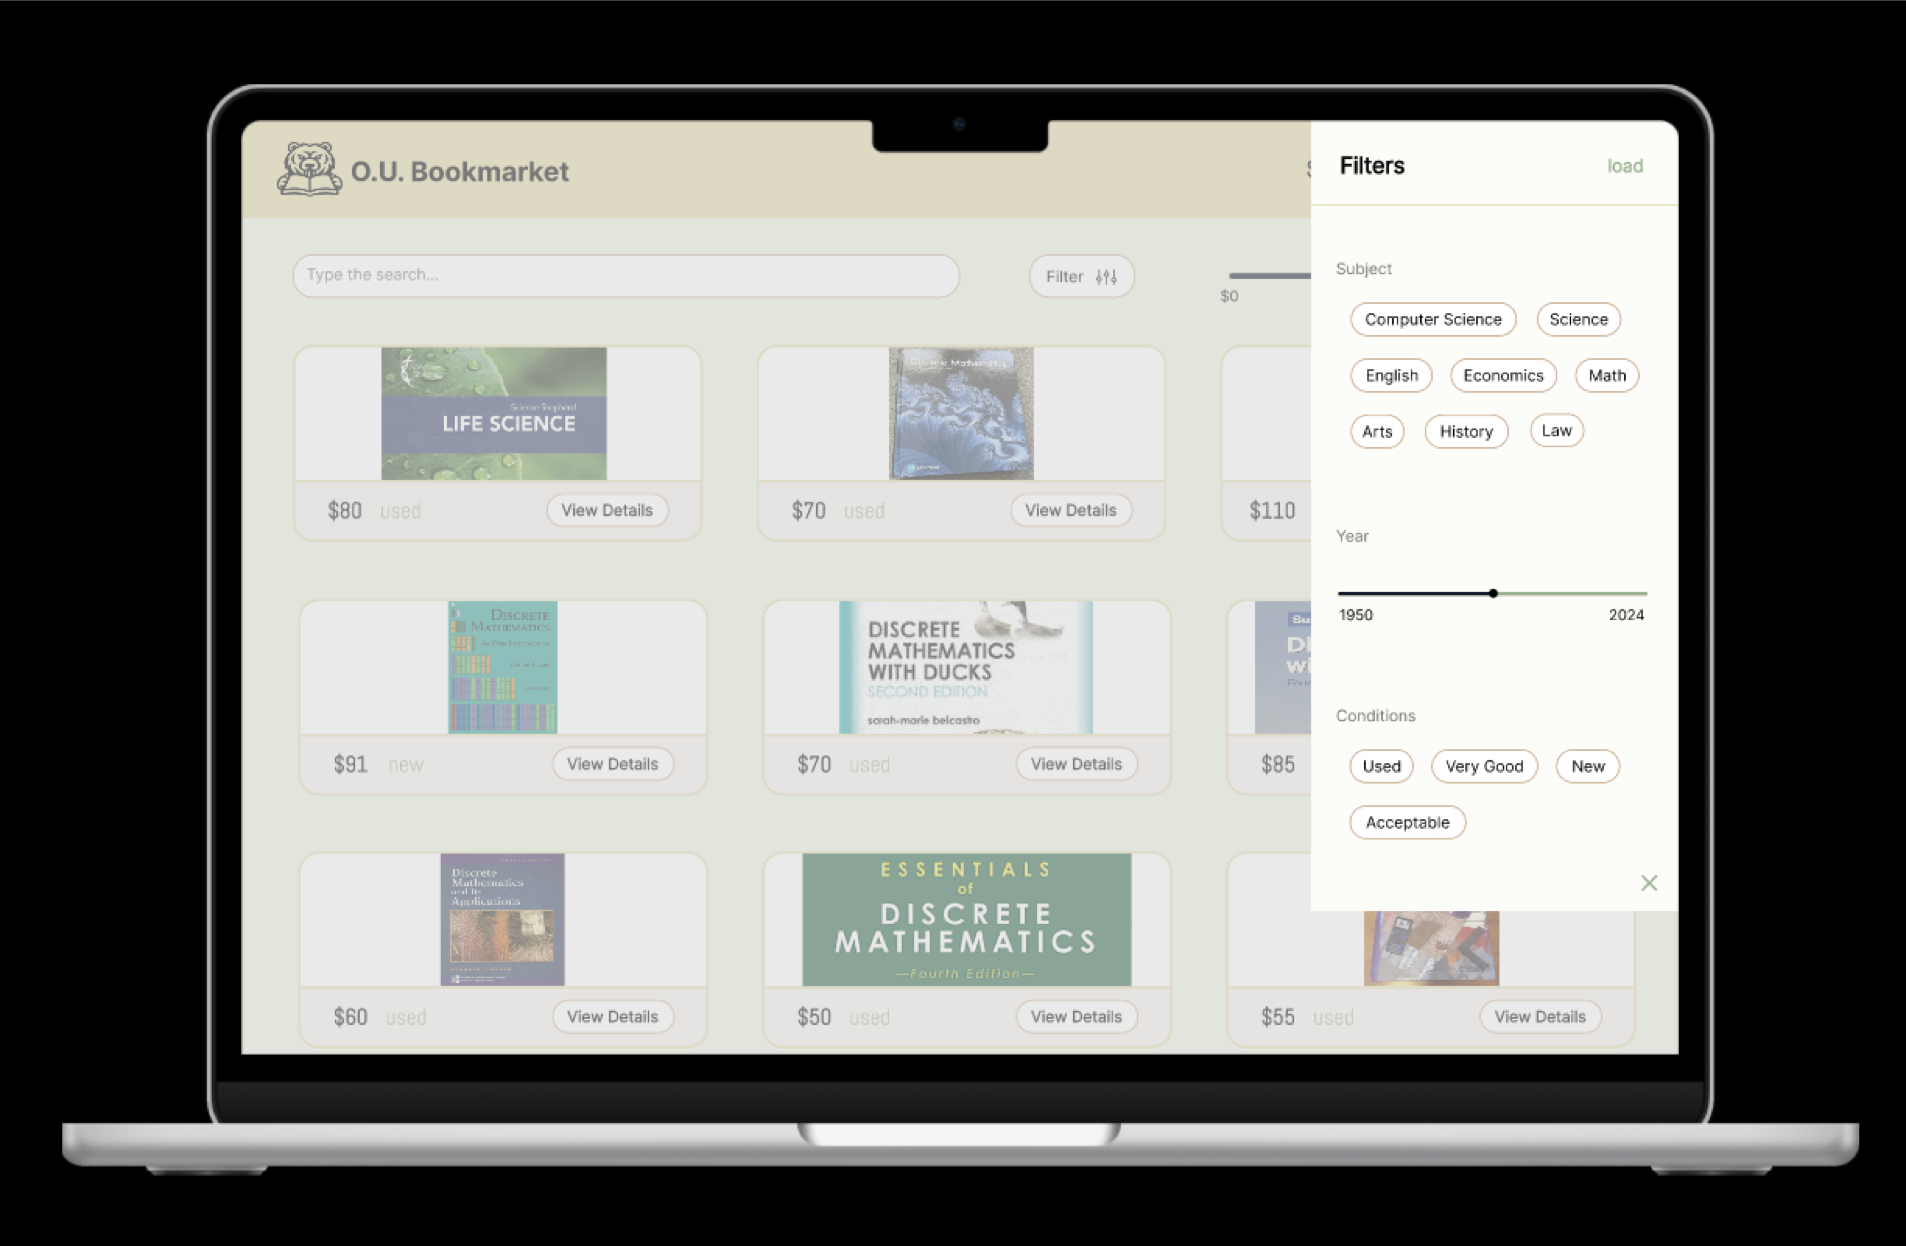 O.U. Bookmarket
Filters
load
Type the search...
Filter
$0
Subject
Computer Science
Science
English
Economics
Math
Arts
History
Law
Science Shepherd
LIFE SCIENCE
Discrete Mathematics
$80 used
View Details
$70 used
View Details
$110
Year
1950
2024
DISCRETE
MATHEMATICS
DISCRETE
MATHEMATICS
WITH DUCKS
SECOND EDITION
sarah-marie belcastro
$91 new
View Details
$70 used
View Details
$85
Conditions
Used
Very Good
New
Acceptable
Discrete
Mathematics
and Its
Applications
ESSENTIALS
of
DISCRETE
MATHEMATICS
—Fourth Edition—
$60 used
View Details
$50 used
View Details
$55 used
View Details